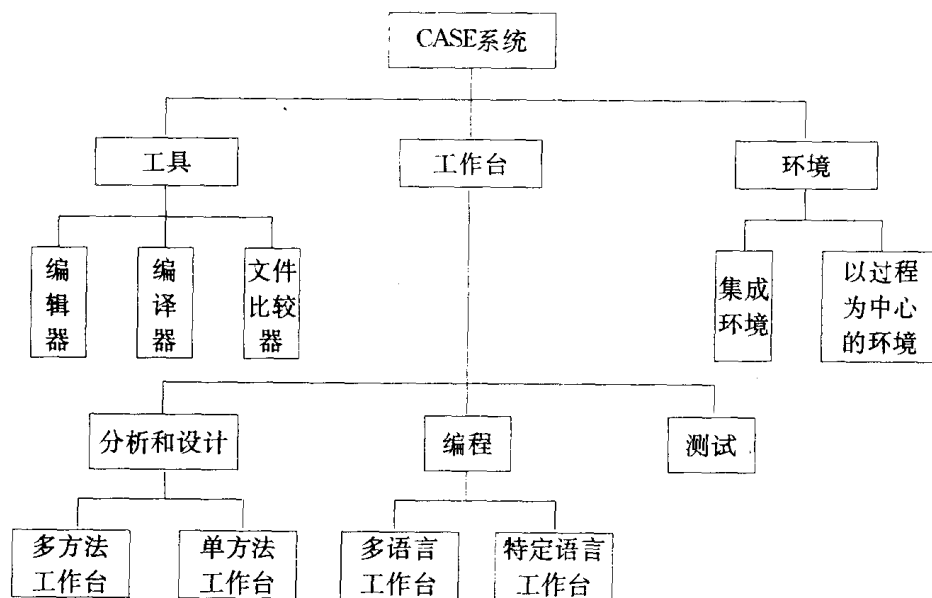 CASE系统
工具
工作台
环境
编
辑
器
编
译
器
文件
比较
器
集成
环境
以过程
为中心
的环境
分析和设计
编程
测试
多方法
工作台
单方法
工作台
多语言
工作台
特定语言
工作台